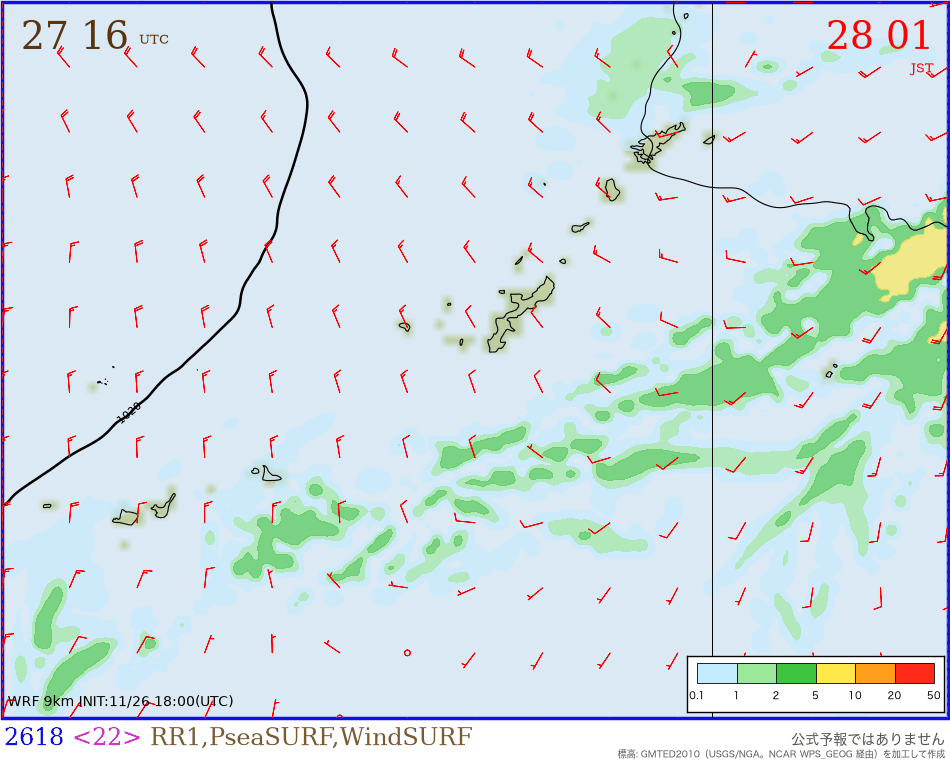 27 16 UTC
28 01
JST
1020
WRF 9km INIT:11/26 18:00(UTC)
0.1 1 2 5 10 20 50
2618 <22> RR1,PseaSURF,WindSURF
公式予報ではありません
標高: GMTED2010（USGS/NGA。NCAR WPS_GEOG 経由）を加工して作成